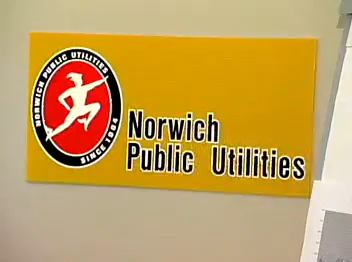 NORWICH PUBLIC UTILITIES
SINCE 1904
Norwich
Public Utilities